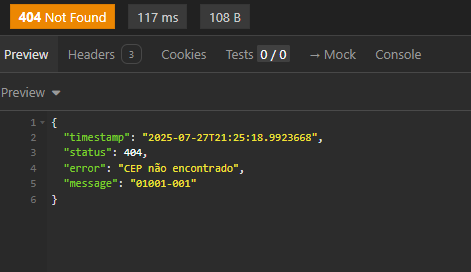 404 Not Found 117 ms 108 B
Preview Headers 3 Cookies Tests 0 / 0 → Mock Console
Preview
1 {
2 "timestamp": "2025-07-27T21:25:18.9923668",
3 "status": 404,
4 "error": "CEP não encontrado",
5 "message": "01001-001"
6 }